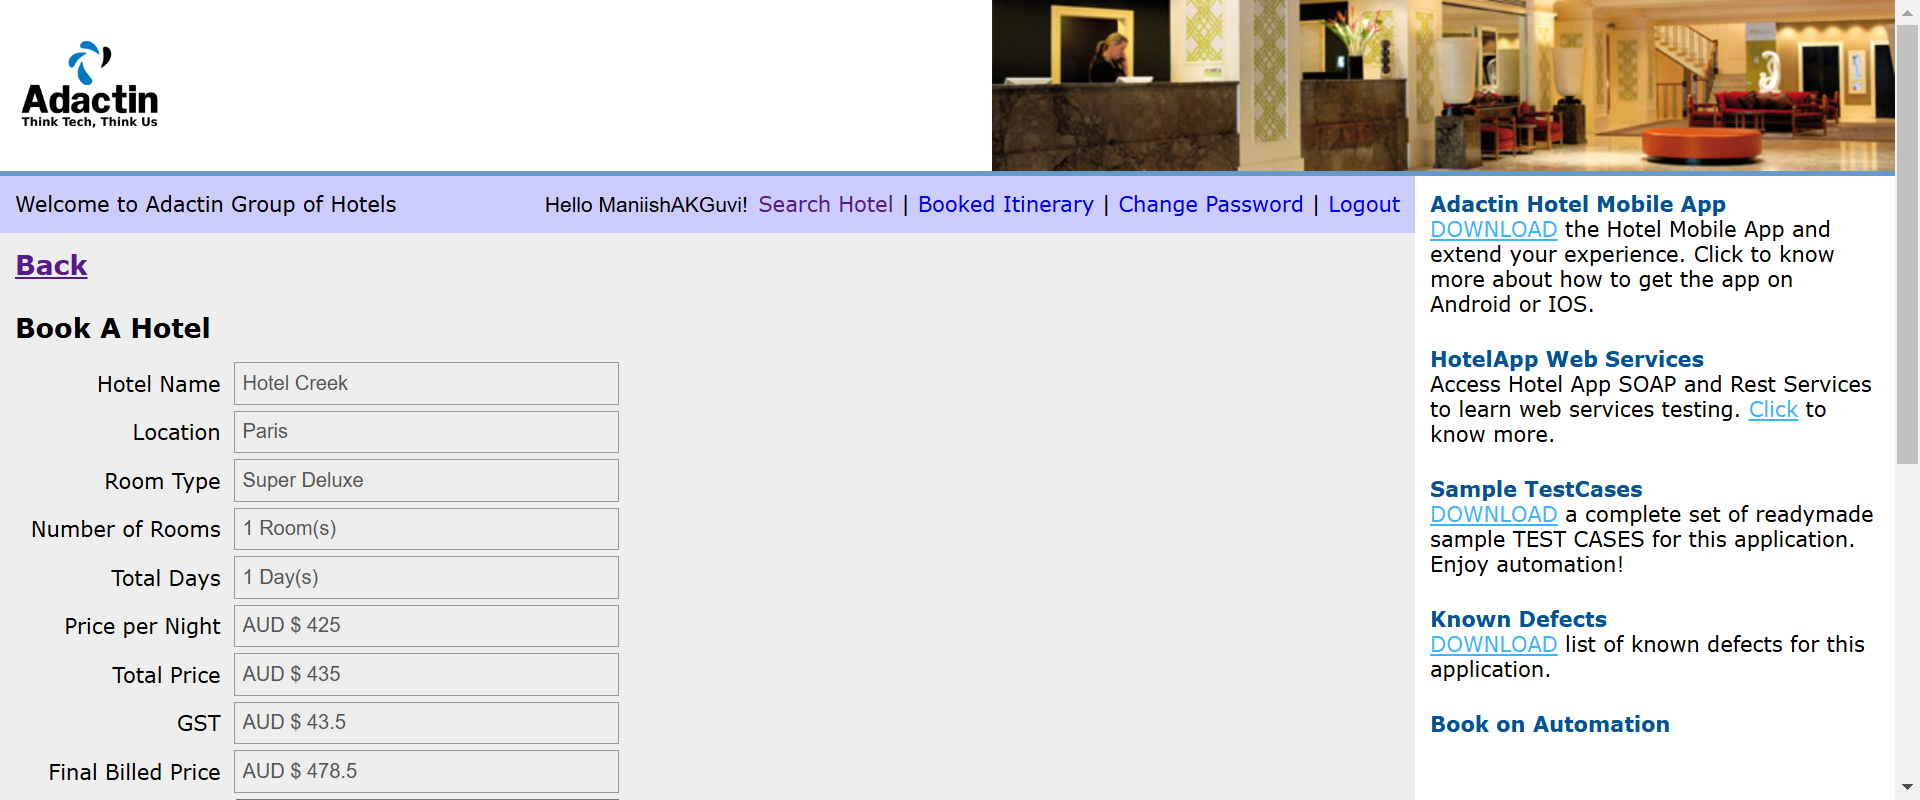 Adactin
Think Tech, Think Us
Welcome to Adactin Group of Hotels
Hello ManiishAKGuvi! Search Hotel | Booked Itinerary | Change Password | Logout
Back
Book A Hotel
Hotel Name Hotel Creek
Location Paris
Room Type Super Deluxe
Number of Rooms 1 Room(s)
Total Days 1 Day(s)
Price per Night AUD $ 425
Total Price AUD $ 435
GST AUD $ 43.5
Final Billed Price AUD $ 478.5
Adactin Hotel Mobile App
DOWNLOAD the Hotel Mobile App and
extend your experience. Click to know
more about how to get the app on
Android or IOS.
HotelApp Web Services
Access Hotel App SOAP and Rest Services
to learn web services testing. Click to
know more.
Sample TestCases
DOWNLOAD a complete set of readymade
sample TEST CASES for this application.
Enjoy automation!
Known Defects
DOWNLOAD list of known defects for this
application.
Book on Automation